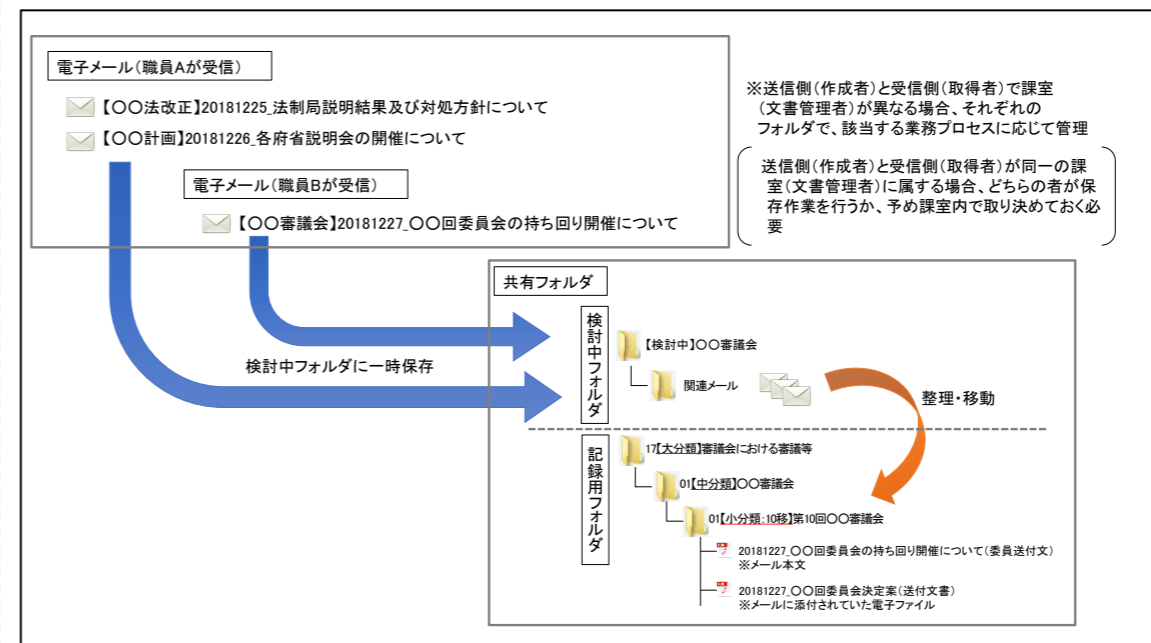 電子メール(職員Aが受信)
【〇〇法改正】20181225_法制局説明結果及び対処方針について
【〇〇計画】20181226_各府省説明会の開催について
電子メール(職員Bが受信)
【〇〇審議会】20181227_〇〇回委員会の持ち回り開催について
※送信側(作成者)と受信側(取得者)で課室
(文書管理者)が異なる場合、それぞれの
フォルダで、該当する業務プロセスに応じて管理
送信側(作成者)と受信側(取得者)が同一の課
室(文書管理者)に属する場合、どちらの者が保
存作業を行うか、予め課室内で取り決めておく必
要
共有フォルダ
検討中フォルダ
【検討中】〇〇審議会
関連メール
検討中フォルダに一時保存
整理・移動
記録用フォルダ
17【大分類】審議会における審議等
01【中分類】〇〇審議会
01【小分類:10移】第10回〇〇審議会
20181227_〇〇回委員会の持ち回り開催について(委員送付文)
※メール本文
20181227_〇〇回委員会決定案(送付文書)
※メールに添付されていた電子ファイル